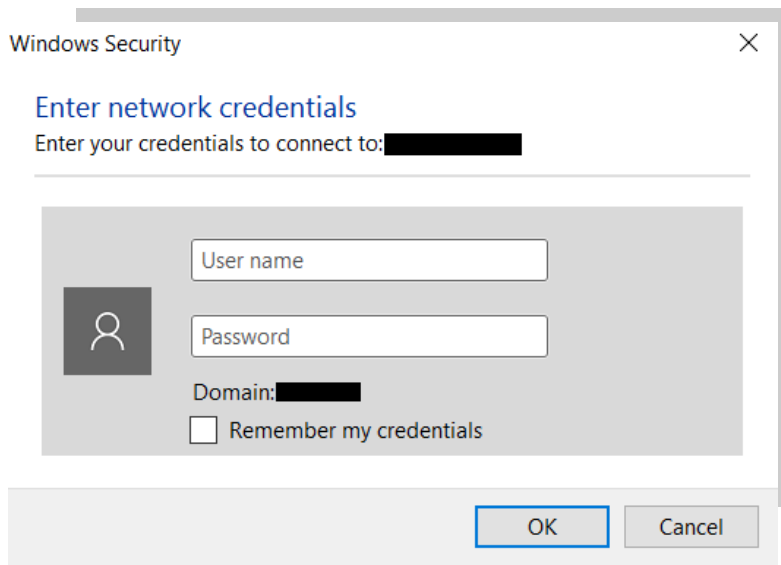 Windows Security
Enter network credentials
Enter your credentials to connect to:
User name
Password
Domain:
Remember my credentials
OK
Cancel